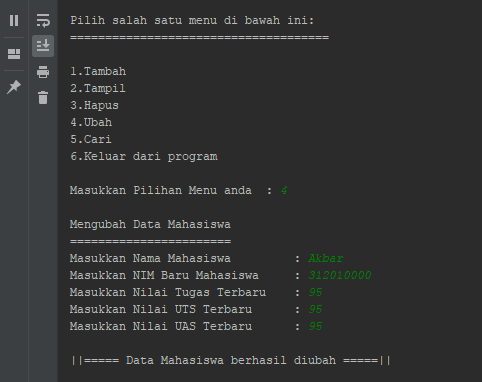 Pilih salah satu menu di bawah ini:
=====================================
1.Tambah
2.Tampil
3.Hapus
4.Ubah
5.Cari
6.Keluar dari program
Masukkan Pilihan Menu anda  : 4
Mengubah Data Mahasiswa
=======================
Masukkan Nama Mahasiswa         : Akbar
Masukkan NIM Baru Mahasiswa     : 312010000
Masukkan Nilai Tugas Terbaru    : 95
Masukkan Nilai UTS Terbaru      : 95
Masukkan Nilai UAS Terbaru      : 95
||===== Data Mahasiswa berhasil diubah =====||